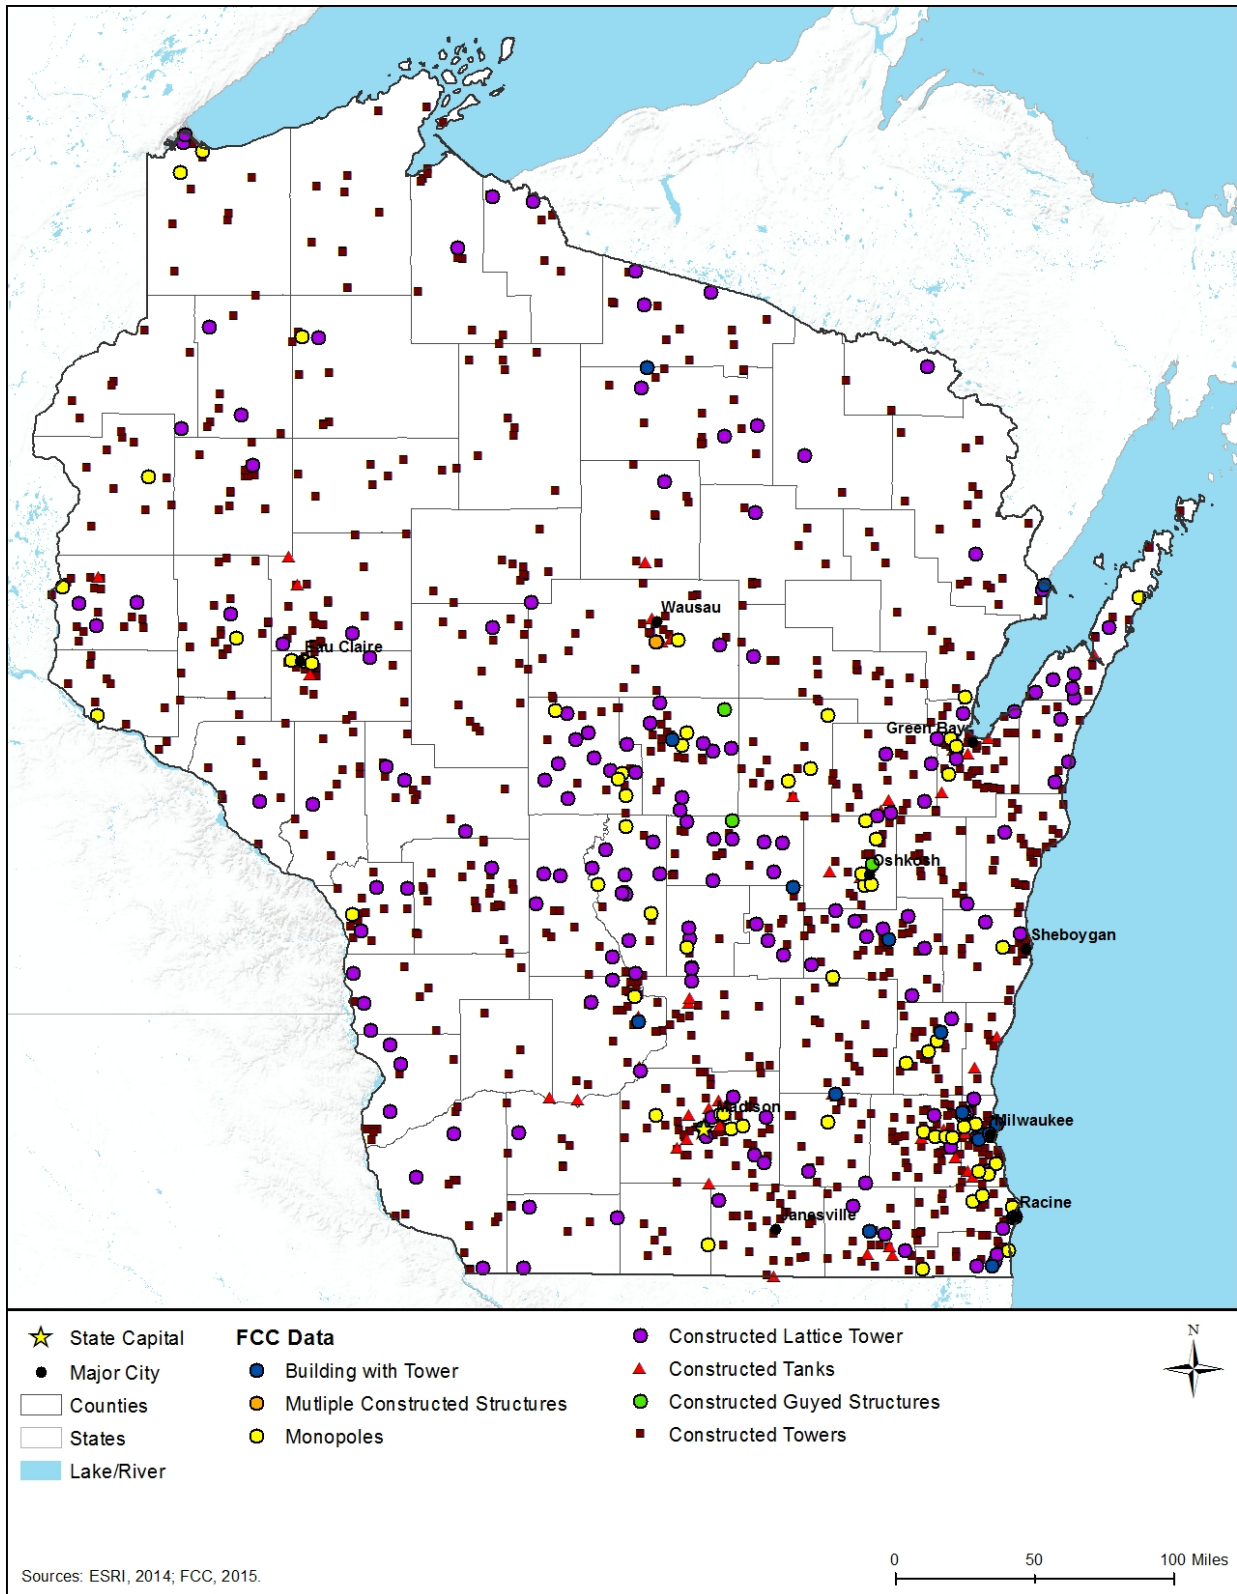 Wausau
Eau Claire
Green Bay
Oshkosh
Sheboygan
Madison
Milwaukee
Racine
Janesville
State Capital
Major City
Counties
States
Lake/River
FCC Data
Building with Tower
Mutliple Constructed Structures
Monopoles
Constructed Lattice Tower
Constructed Tanks
Constructed Guyed Structures
Constructed Towers
N
Sources: ESRI, 2014; FCC, 2015.
0 50 100 Miles